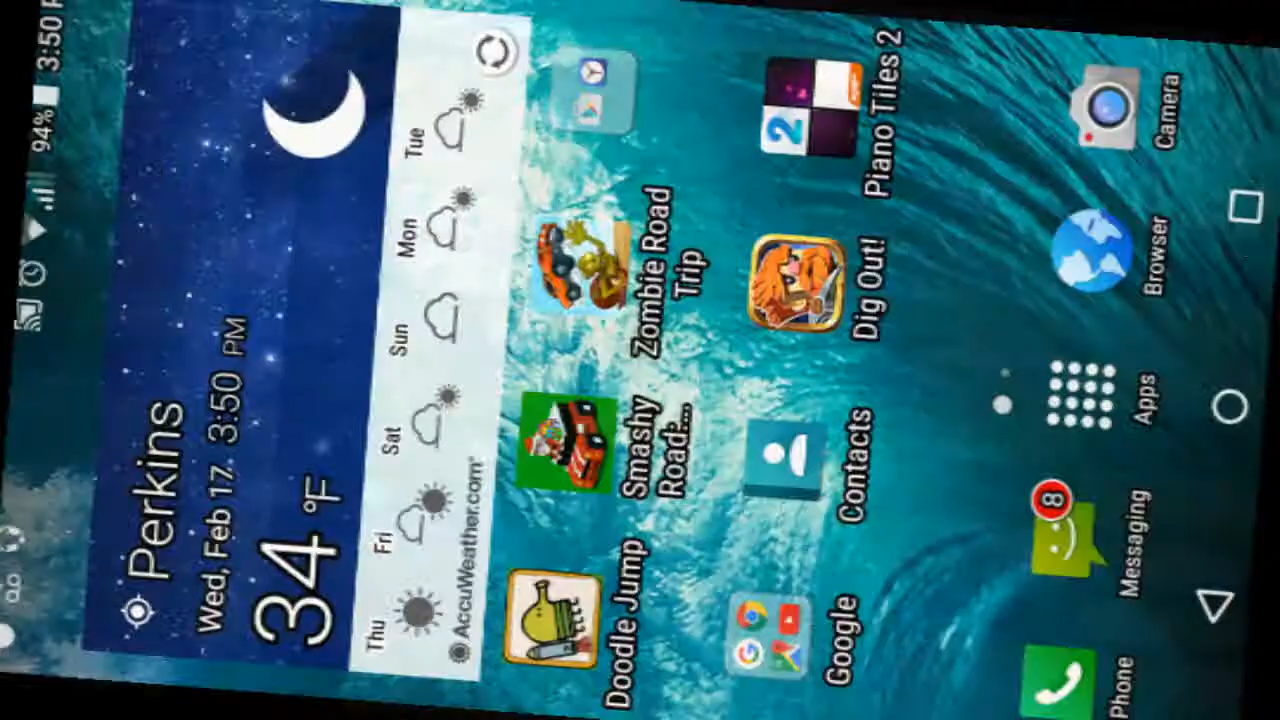 94% 3:50 P
Perkins
Wed, Feb 17 3:50 PM
34 °F
Thu Fri Sat Sun Mon Tue
AccuWeather.com®
Doodle Jump
Smashy Road:...
Zombie Road Trip
Google
Contacts
Dig Out!
Piano Tiles 2
2
8
Phone
Messaging
Apps
Browser
Camera